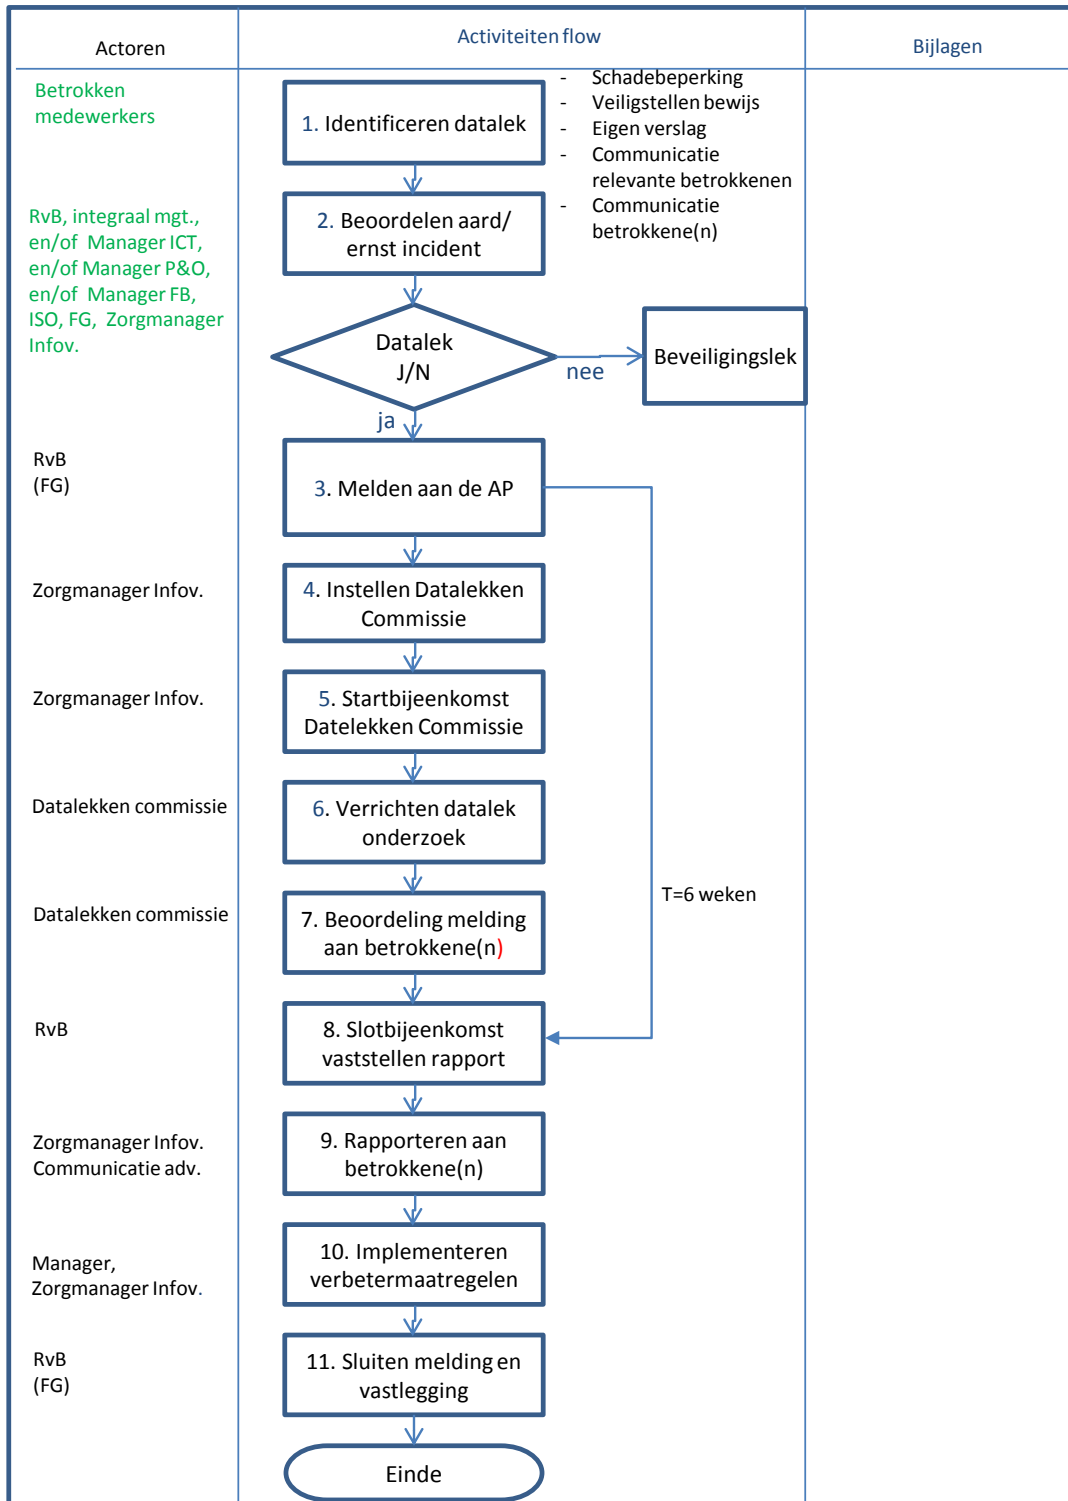 Actoren
Activiteiten flow
Bijlagen
Betrokken
medewerkers
1. Identificeren datalek
- Schadebeperking
- Veiligstellen bewijs
- Eigen verslag
- Communicatie
relevante betrokkenen
- Communicatie
betrokkene(n)
RvB, integraal mgt.,
en/of Manager ICT,
en/of Manager P&O,
en/of Manager FB,
ISO, FG, Zorgmanager
Infov.
2. Beoordelen aard/
ernst incident
Datalek
J/N
nee
Beveiligingslek
ja
RvB
(FG)
3. Melden aan de AP
Zorgmanager Infov.
4. Instellen Datalekken
Commissie
Zorgmanager Infov.
5. Startbijeenkomst
Datelekken Commissie
Datalekken commissie
6. Verrichten datalek
onderzoek
T=6 weken
Datalekken commissie
7. Beoordeling melding
aan betrokkene(n)
RvB
8. Slotbijeenkomst
vaststellen rapport
Zorgmanager Infov.
Communicatie adv.
9. Rapporteren aan
betrokkene(n)
Manager,
Zorgmanager Infov.
10. Implementeren
verbetermaatregelen
RvB
(FG)
11. Sluiten melding en
vastlegging
Einde